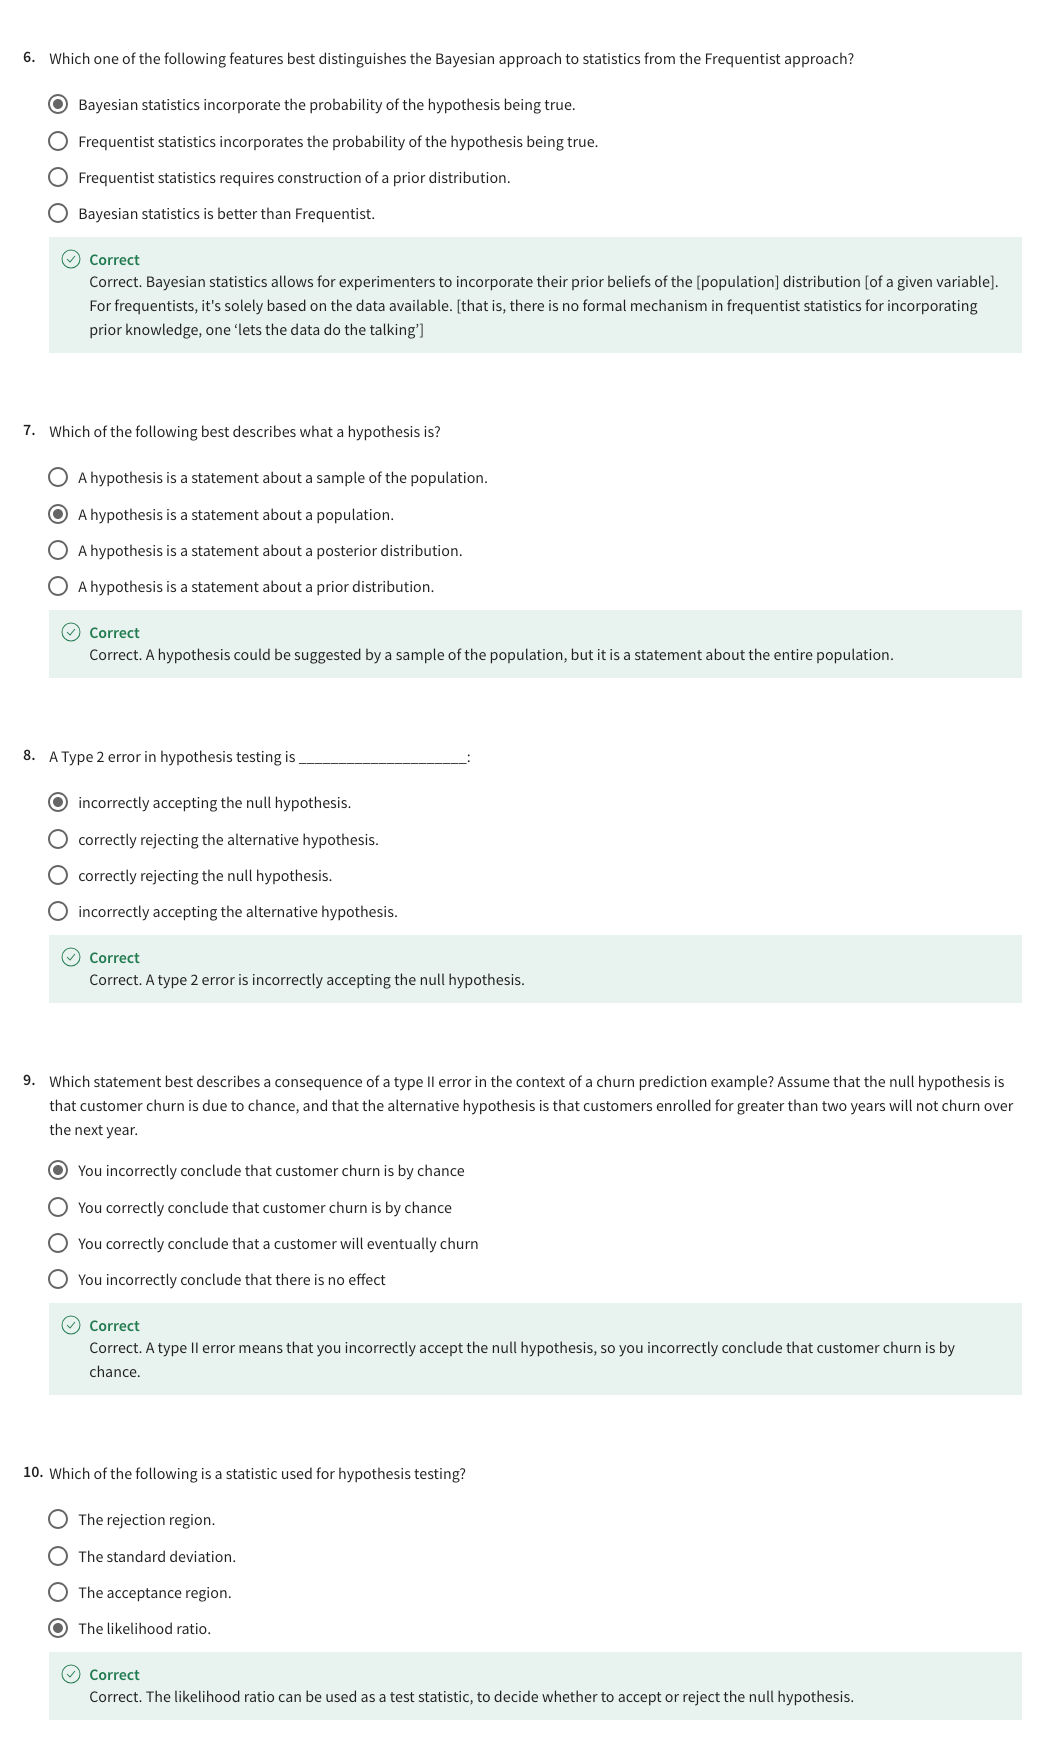 6. Which one of the following features best distinguishes the Bayesian approach to statistics from the Frequentist approach?
Bayesian statistics incorporate the probability of the hypothesis being true.
Frequentist statistics incorporates the probability of the hypothesis being true.
Frequentist statistics requires construction of a prior distribution.
Bayesian statistics is better than Frequentist.
Correct
Correct. Bayesian statistics allows for experimenters to incorporate their prior beliefs of the [population] distribution [of a given variable].
For frequentists, it's solely based on the data available. [that is, there is no formal mechanism in frequentist statistics for incorporating
prior knowledge, one ‘lets the data do the talking’]
7. Which of the following best describes what a hypothesis is?
A hypothesis is a statement about a sample of the population.
A hypothesis is a statement about a population.
A hypothesis is a statement about a posterior distribution.
A hypothesis is a statement about a prior distribution.
Correct
Correct. A hypothesis could be suggested by a sample of the population, but it is a statement about the entire population.
8. A Type 2 error in hypothesis testing is _____________________:
incorrectly accepting the null hypothesis.
correctly rejecting the alternative hypothesis.
correctly rejecting the null hypothesis.
incorrectly accepting the alternative hypothesis.
Correct
Correct. A type 2 error is incorrectly accepting the null hypothesis.
9. Which statement best describes a consequence of a type II error in the context of a churn prediction example? Assume that the null hypothesis is
that customer churn is due to chance, and that the alternative hypothesis is that customers enrolled for greater than two years will not churn over
the next year.
You incorrectly conclude that customer churn is by chance
You correctly conclude that customer churn is by chance
You correctly conclude that a customer will eventually churn
You incorrectly conclude that there is no effect
Correct
Correct. A type II error means that you incorrectly accept the null hypothesis, so you incorrectly conclude that customer churn is by
chance.
10. Which of the following is a statistic used for hypothesis testing?
The rejection region.
The standard deviation.
The acceptance region.
The likelihood ratio.
Correct
Correct. The likelihood ratio can be used as a test statistic, to decide whether to accept or reject the null hypothesis.